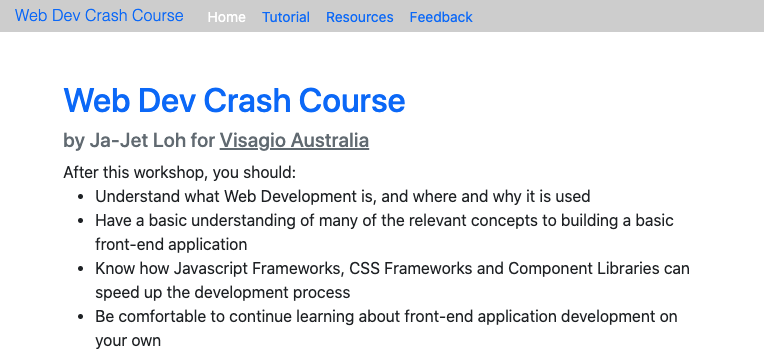 Web Dev Crash Course Home Tutorial Resources Feedback
Web Dev Crash Course
by Ja-Jet Loh for Visagio Australia
After this workshop, you should:
• Understand what Web Development is, and where and why it is used
• Have a basic understanding of many of the relevant concepts to building a basic
front-end application
• Know how Javascript Frameworks, CSS Frameworks and Component Libraries can
speed up the development process
• Be comfortable to continue learning about front-end application development on
your own